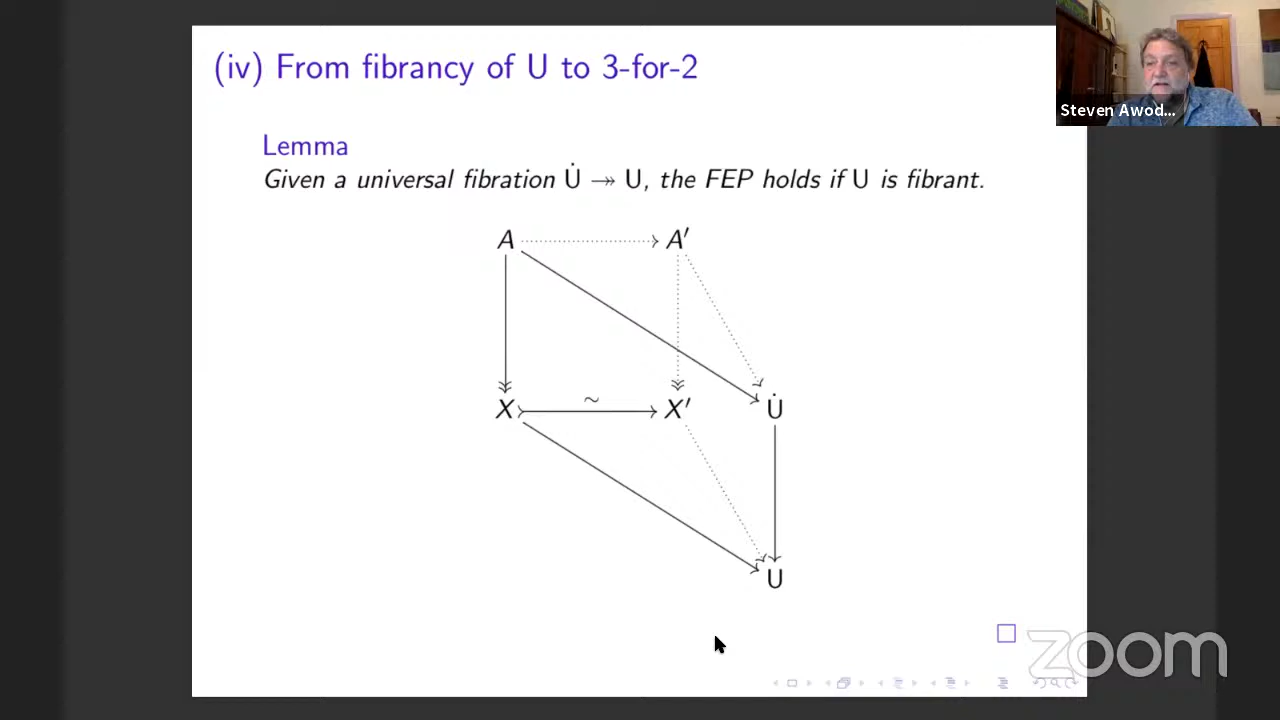 (iv) From fibrancy of U to 3-for-2
Steven Awod...
Lemma
Given a universal fibration U̇ ↠ U, the FEP holds if U is fibrant.
A A′
∼
X X′ U̇
U
zoom